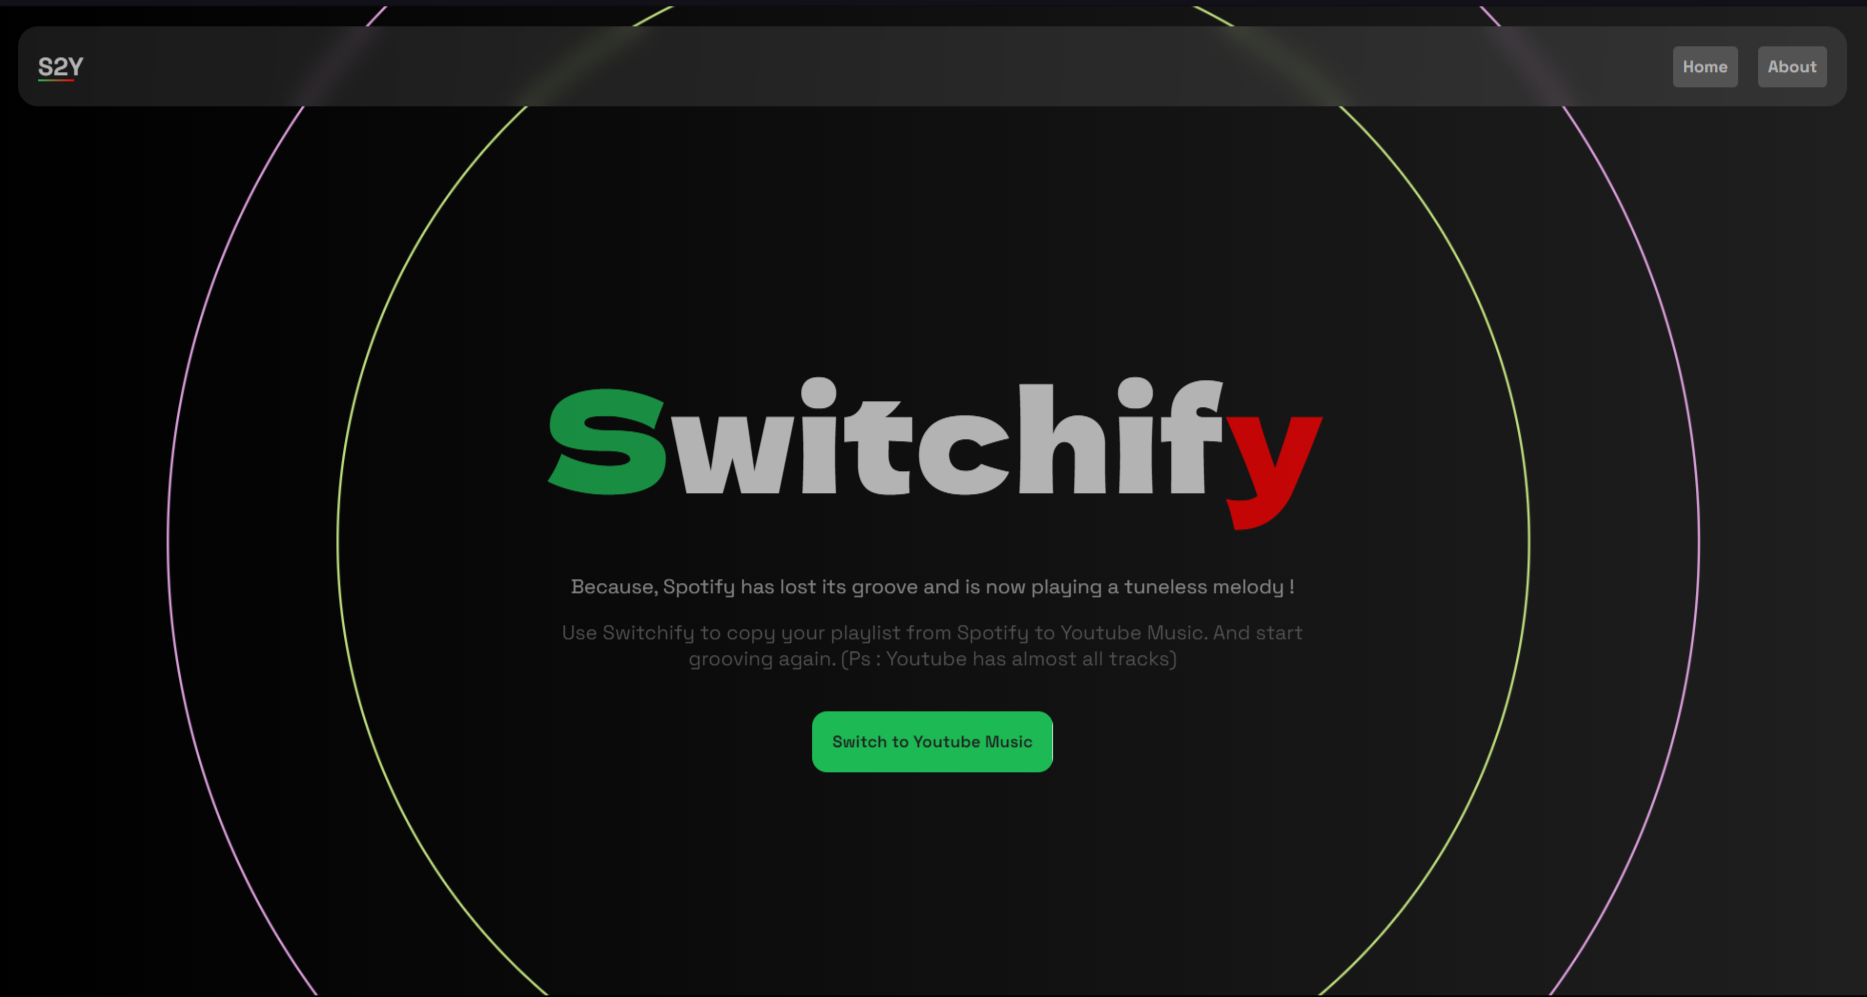 S2Y
Home
About
Switchify
Because, Spotify has lost its groove and is now playing a tuneless melody !
Use Switchify to copy your playlist from Spotify to Youtube Music. And start
grooving again. (Ps : Youtube has almost all tracks)
Switch to Youtube Music